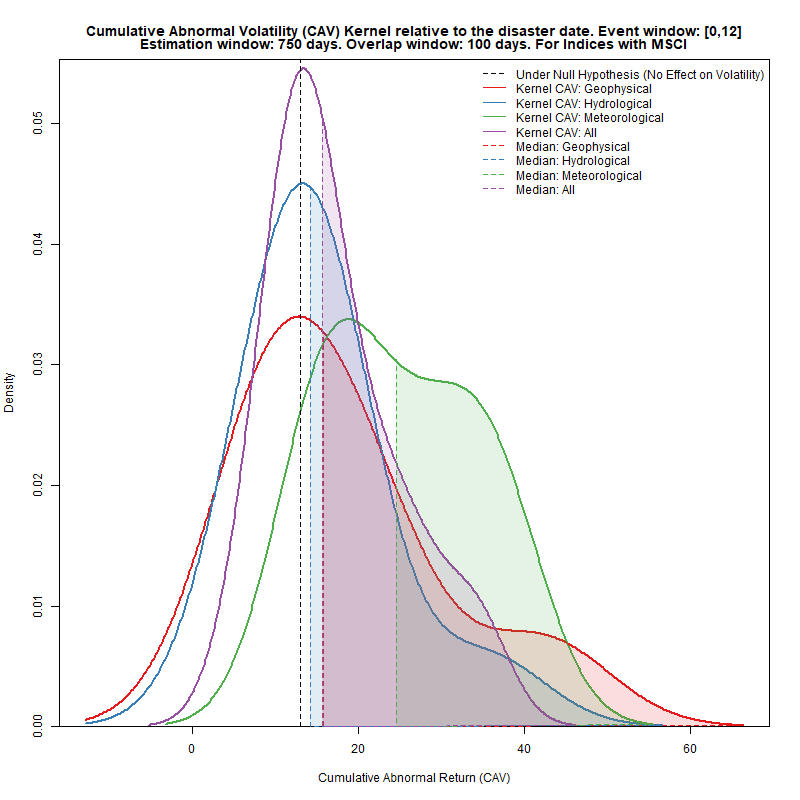 Cumulative Abnormal Volatility (CAV) Kernel relative to the disaster date. Event window: [0,12]
Estimation window: 750 days. Overlap window: 100 days. For Indices with MSCI
Under Null Hypothesis (No Effect on Volatility)
Kernel CAV: Geophysical
Kernel CAV: Hydrological
Kernel CAV: Meteorological
Kernel CAV: All
Median: Geophysical
Median: Hydrological
Median: Meteorological
Median: All
Density
0.05
0.04
0.03
0.02
0.01
0.00
0 20 40 60
Cumulative Abnormal Return (CAV)